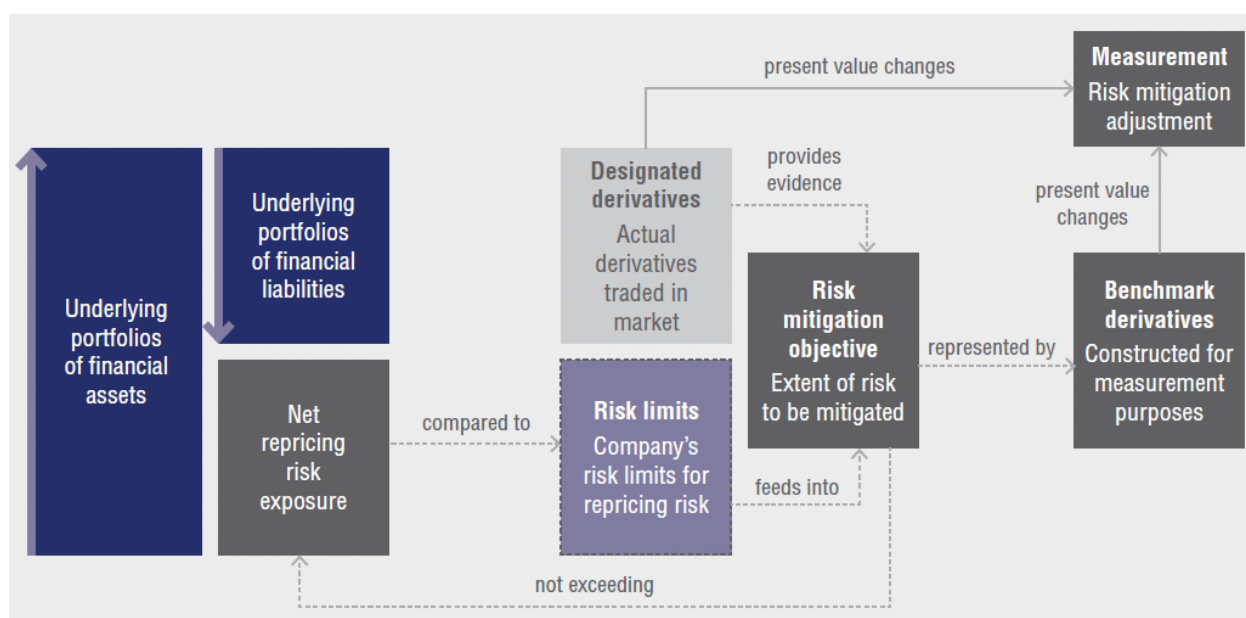 Underlying
portfolios
of financial
assets
Underlying
portfolios
of financial
liabilities
Net
repricing
risk
exposure
compared to
Designated
derivatives
Actual
derivatives
traded in
market
Risk limits
Company’s
risk limits for
repricing risk
present value changes
provides
evidence
feeds into
Risk
mitigation
objective
Extent of risk
to be mitigated
not exceeding
represented by
Measurement
Risk mitigation
adjustment
present value
changes
Benchmark
derivatives
Constructed for
measurement
purposes